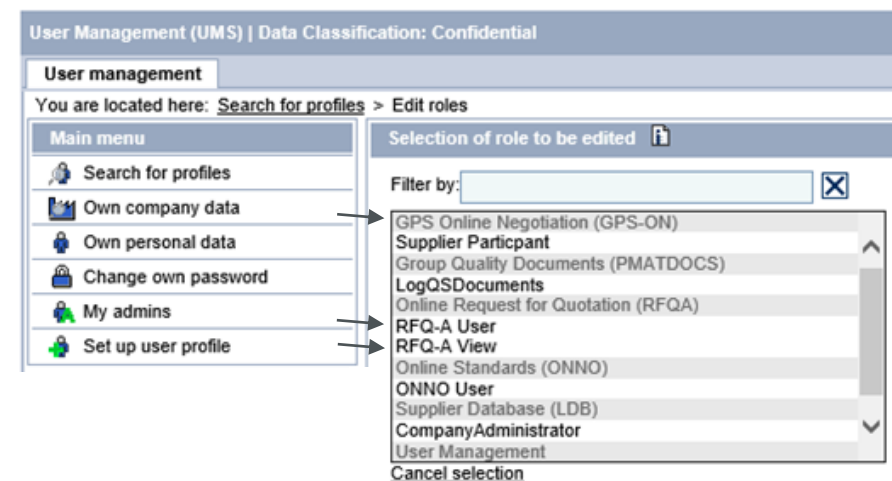 User Management (UMS) | Data Classification: Confidential
User management
You are located here: Search for profiles > Edit roles
Main menu
Search for profiles
Own company data
Own personal data
Change own password
My admins
Set up user profile
Selection of role to be edited
Filter by:
GPS Online Negotiation (GPS-ON)
Supplier Particpant
Group Quality Documents (PMATDOCS)
LogQSDocuments
Online Request for Quotation (RFQA)
RFQ-A User
RFQ-A View
Online Standards (ONNO)
ONNO User
Supplier Database (LDB)
CompanyAdministrator
User Management
Cancel selection